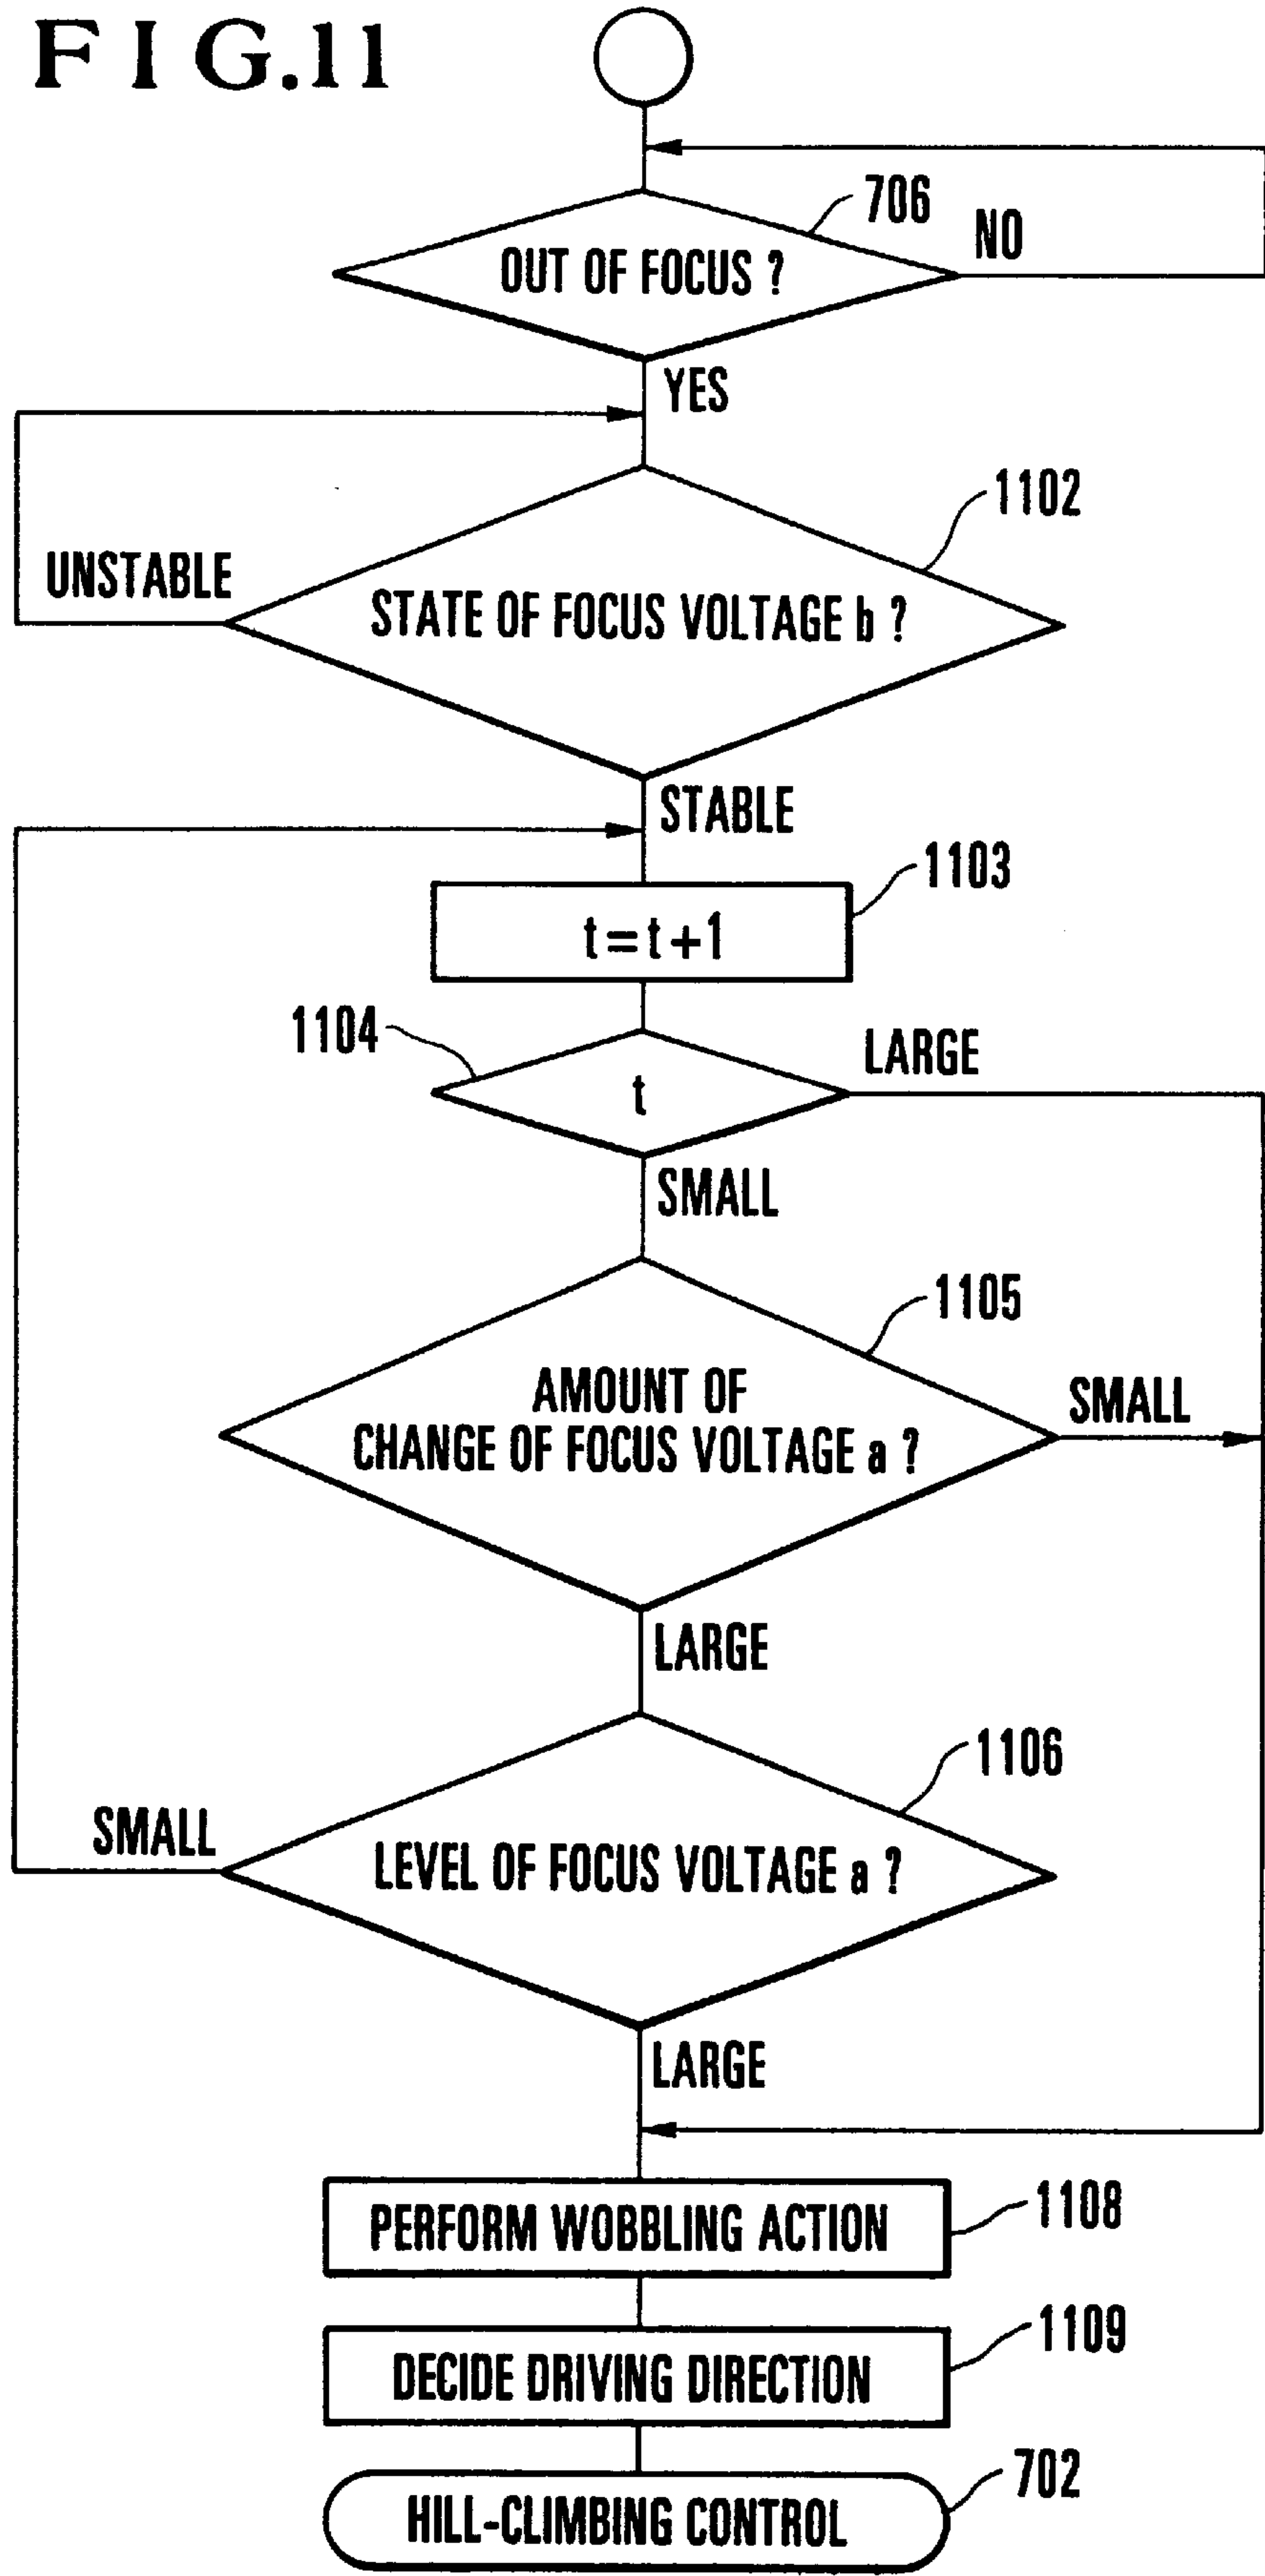 FIG.11
706
NO
OUT OF FOCUS ?
YES
1102
UNSTABLE
STATE OF FOCUS VOLTAGE b ?
STABLE
1103
t=t+1
1104
LARGE
t
SMALL
1105
AMOUNT OF
CHANGE OF FOCUS VOLTAGE a ?
SMALL
LARGE
1106
SMALL
LEVEL OF FOCUS VOLTAGE a ?
LARGE
PERFORM WOBBLING ACTION
1108
DECIDE DRIVING DIRECTION
1109
HILL-CLIMBING CONTROL
702